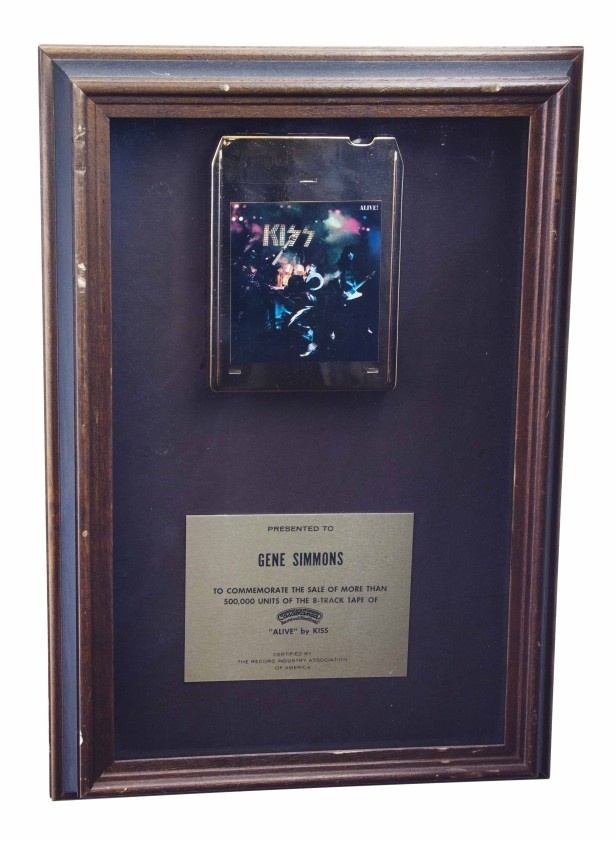 ALIVE!
KISS
PRESENTED TO
GENE SIMMONS
TO COMMEMORATE THE SALE OF MORE THAN
500,000 UNITS OF THE 8-TRACK TAPE OF
"ALIVE" by KISS
CERTIFIED BY
THE RECORD INDUSTRY ASSOCIATION
OF AMERICA